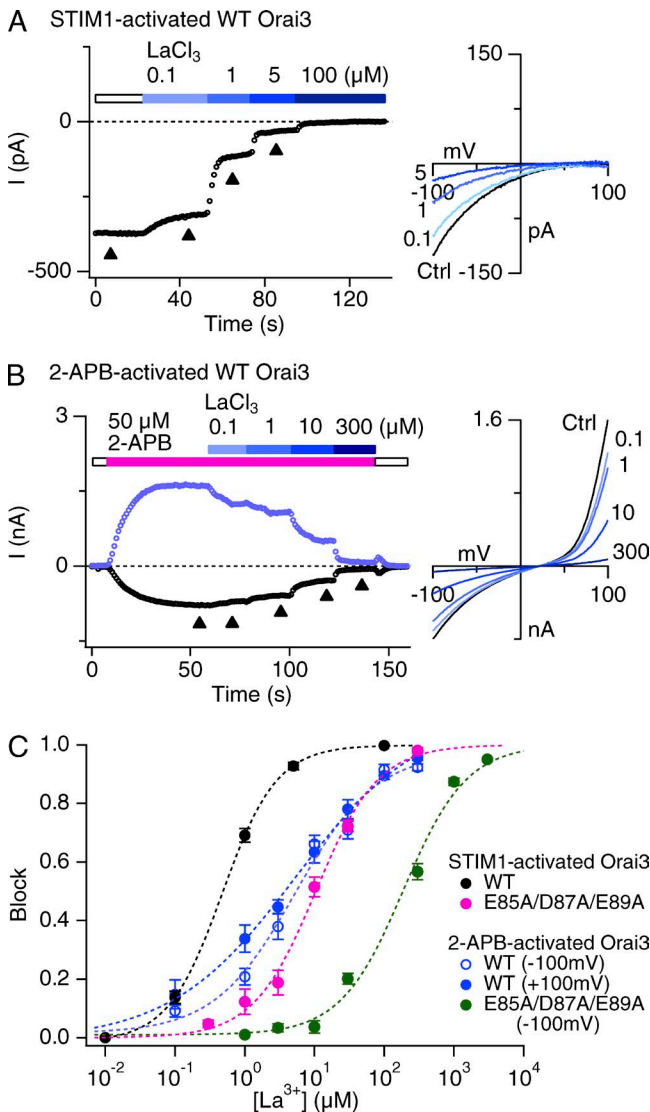 A STIM1-activated WT Orai3
LaCl3
0.1 1 5 100 (μM)
0
-500
I (pA)
0 40 80 120
Time (s)
150
mV
5
-100
100
1
0.1
Ctrl
pA
-150
B 2-APB-activated WT Orai3
LaCl3
50 μM
2-APB
0.1 1 10 300 (μM)
3
0
I (nA)
0 50 100 150
Time (s)
1.6
Ctrl
0.1
1
10
300
mV
-100
100
nA
C
1.0
0.8
0.6
0.4
0.2
0.0
Block
10-2 10-1 100 101 102 103 104
[La3+] (μM)
STIM1-activated Orai3
WT
E85A/D87A/E89A
2-APB-activated Orai3
WT (-100mV)
WT (+100mV)
E85A/D87A/E89A
(-100mV)